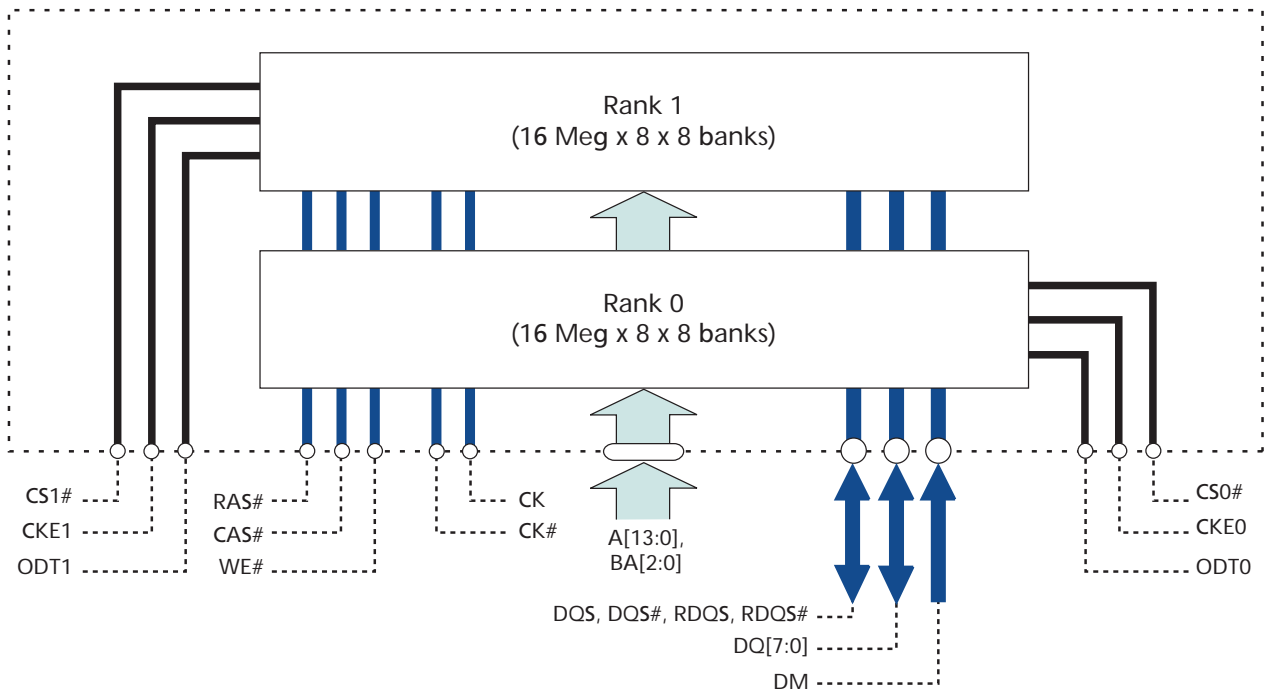 Rank 1
(16 Meg x 8 x 8 banks)
Rank 0
(16 Meg x 8 x 8 banks)
CS1#
CKE1
ODT1
RAS#
CAS#
WE#
CK
CK#
A[13:0],
BA[2:0]
CS0#
CKE0
ODT0
DQS, DQS#, RDQS, RDQS#
DQ[7:0]
DM